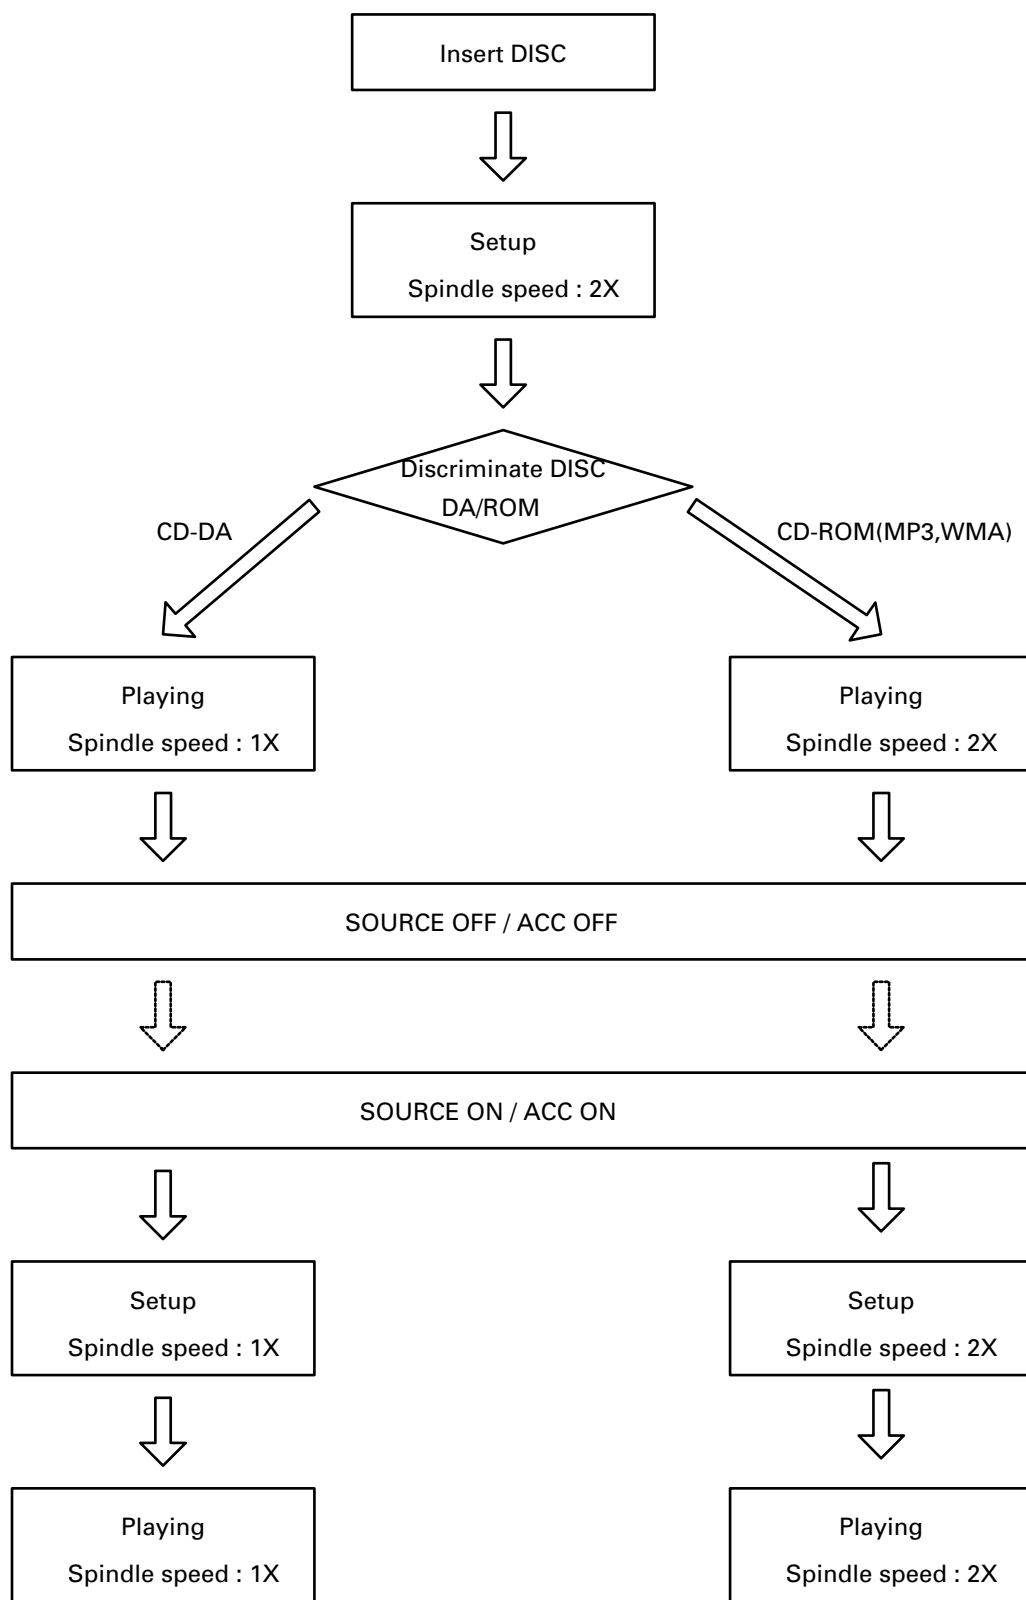 Insert DISC
Setup
Spindle speed : 2X
Discriminate DISC
DA/ROM
CD-DA
CD-ROM(MP3,WMA)
Playing
Spindle speed : 1X
Playing
Spindle speed : 2X
SOURCE OFF / ACC OFF
SOURCE ON / ACC ON
Setup
Spindle speed : 1X
Setup
Spindle speed : 2X
Playing
Spindle speed : 1X
Playing
Spindle speed : 2X